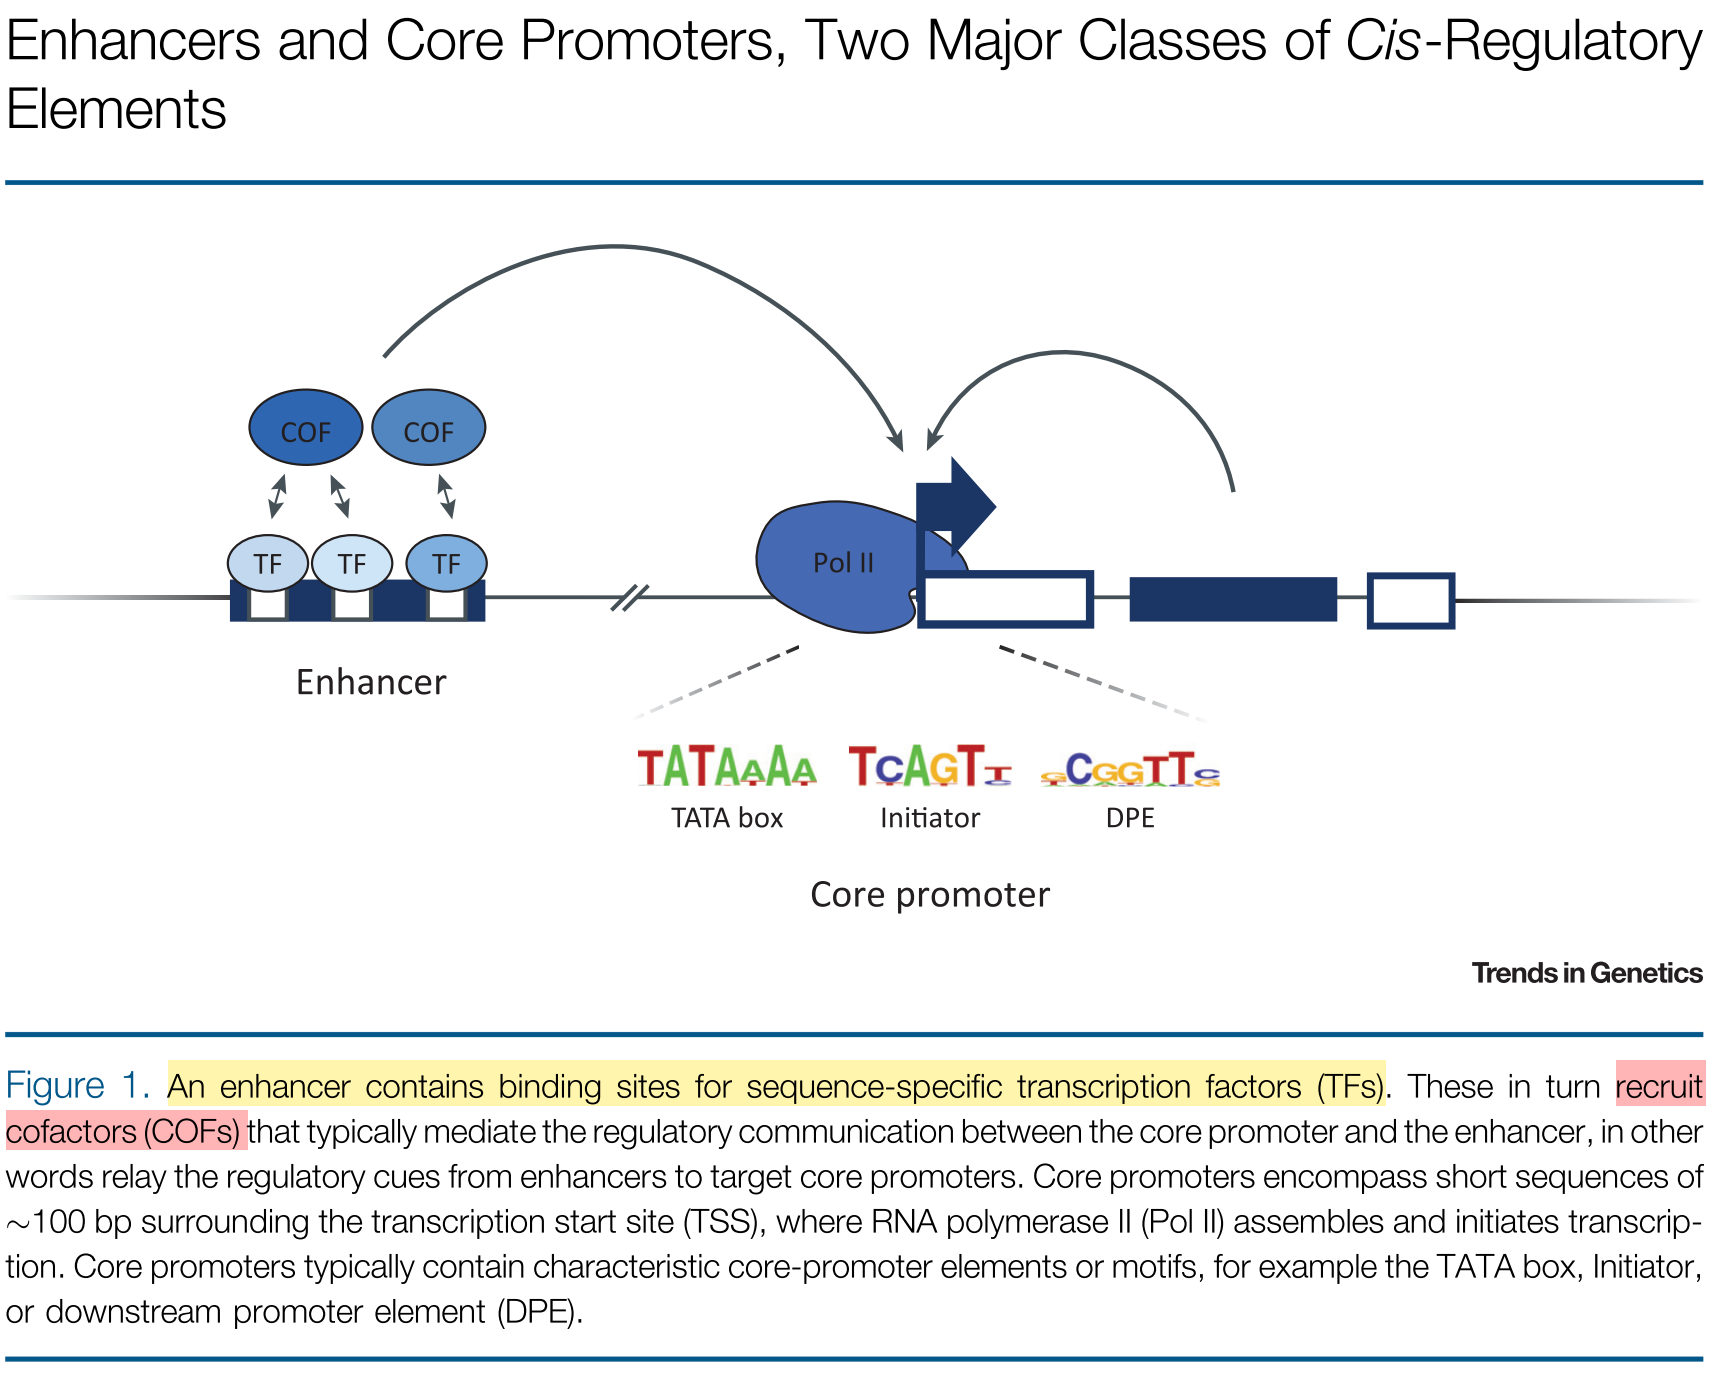 Enhancers and Core Promoters, Two Major Classes of Cis-Regulatory
Elements
COF COF
TF TF TF
Pol II
Enhancer
TATAAAA TCAGTT GCGGTTC
TATA box Initiator DPE
Core promoter
Trends in Genetics
Figure 1. An enhancer contains binding sites for sequence-specific transcription factors (TFs). These in turn recruit
cofactors (COFs) that typically mediate the regulatory communication between the core promoter and the enhancer, in other
words relay the regulatory cues from enhancers to target core promoters. Core promoters encompass short sequences of
∼100 bp surrounding the transcription start site (TSS), where RNA polymerase II (Pol II) assembles and initiates transcrip-
tion. Core promoters typically contain characteristic core-promoter elements or motifs, for example the TATA box, Initiator,
or downstream promoter element (DPE).